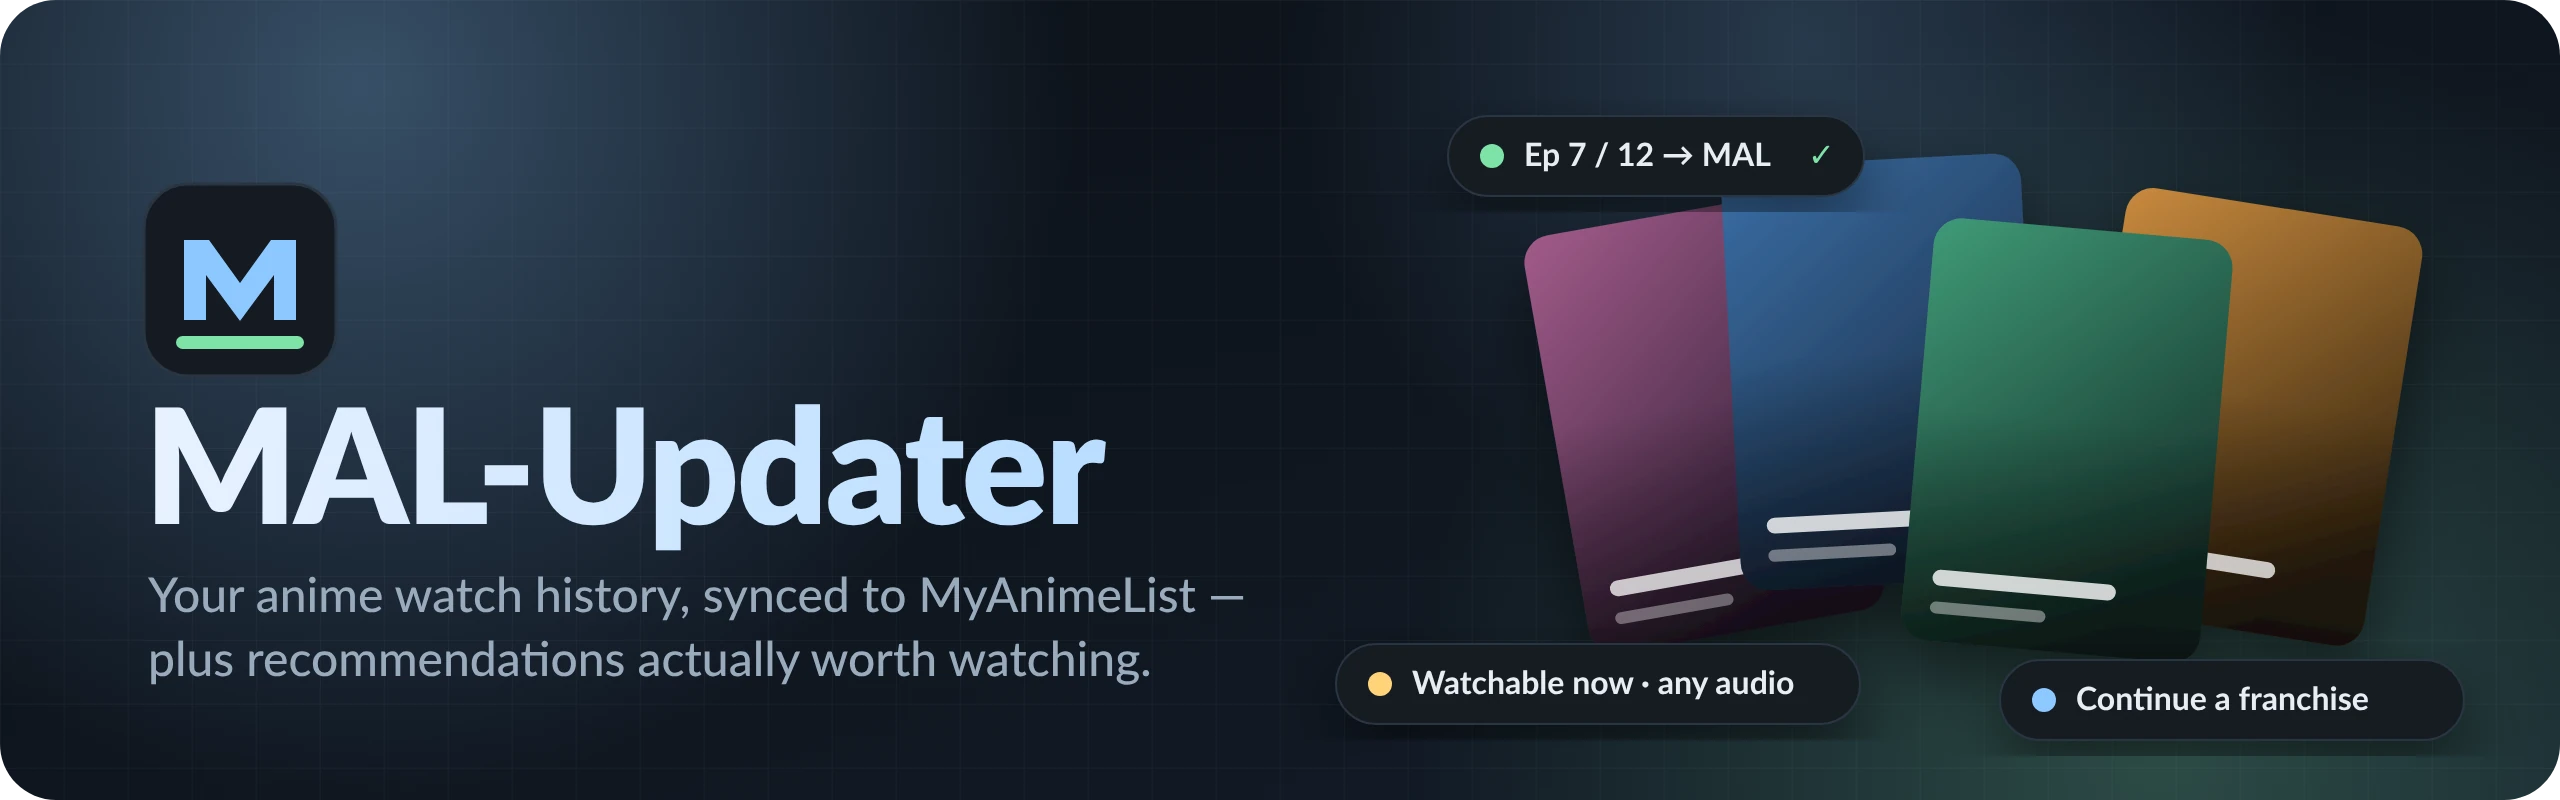 M
MAL-Updater
Your anime watch history, synced to MyAnimeList —
plus recommendations actually worth watching.
Ep 7 / 12 → MAL ✓
Watchable now · any audio
Continue a franchise